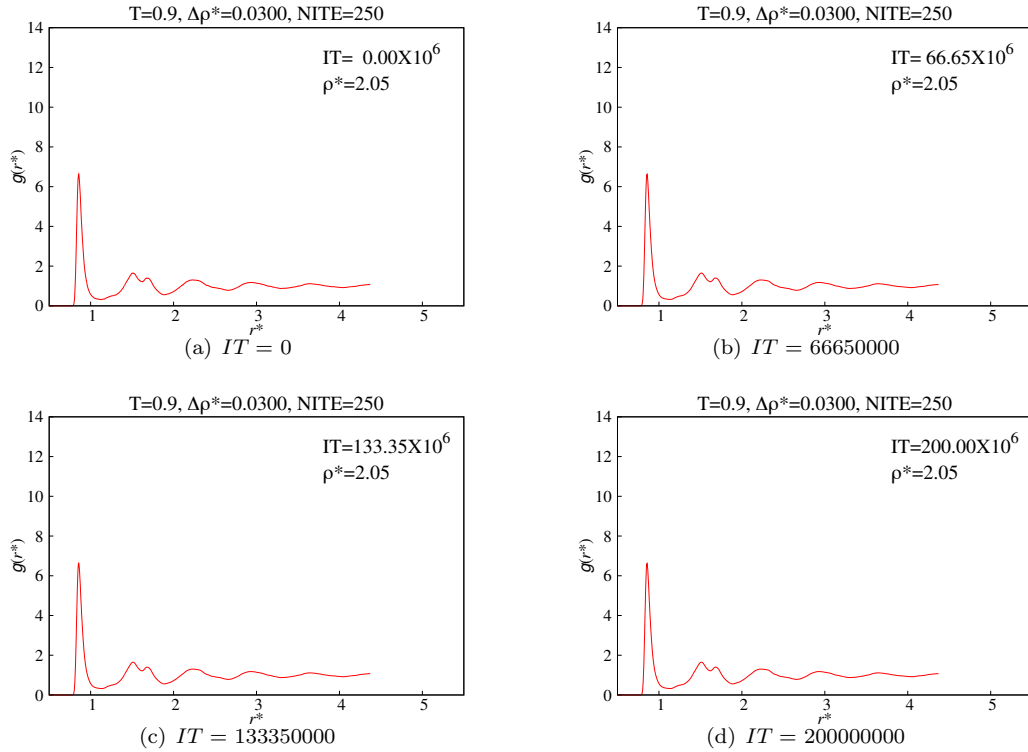 T=0.9, Δρ*=0.0300, NITE=250
14
12
10
8
6
4
2
0
g(r*)
IT= 0.00X10^6
ρ*=2.05
1 2 3 4 5
r*
(a) IT = 0
T=0.9, Δρ*=0.0300, NITE=250
14
12
10
8
6
4
2
0
g(r*)
IT= 66.65X10^6
ρ*=2.05
1 2 3 4 5
r*
(b) IT = 66650000
T=0.9, Δρ*=0.0300, NITE=250
14
12
10
8
6
4
2
0
g(r*)
IT=133.35X10^6
ρ*=2.05
1 2 3 4 5
r*
(c) IT = 133350000
T=0.9, Δρ*=0.0300, NITE=250
14
12
10
8
6
4
2
0
g(r*)
IT=200.00X10^6
ρ*=2.05
1 2 3 4 5
r*
(d) IT = 200000000